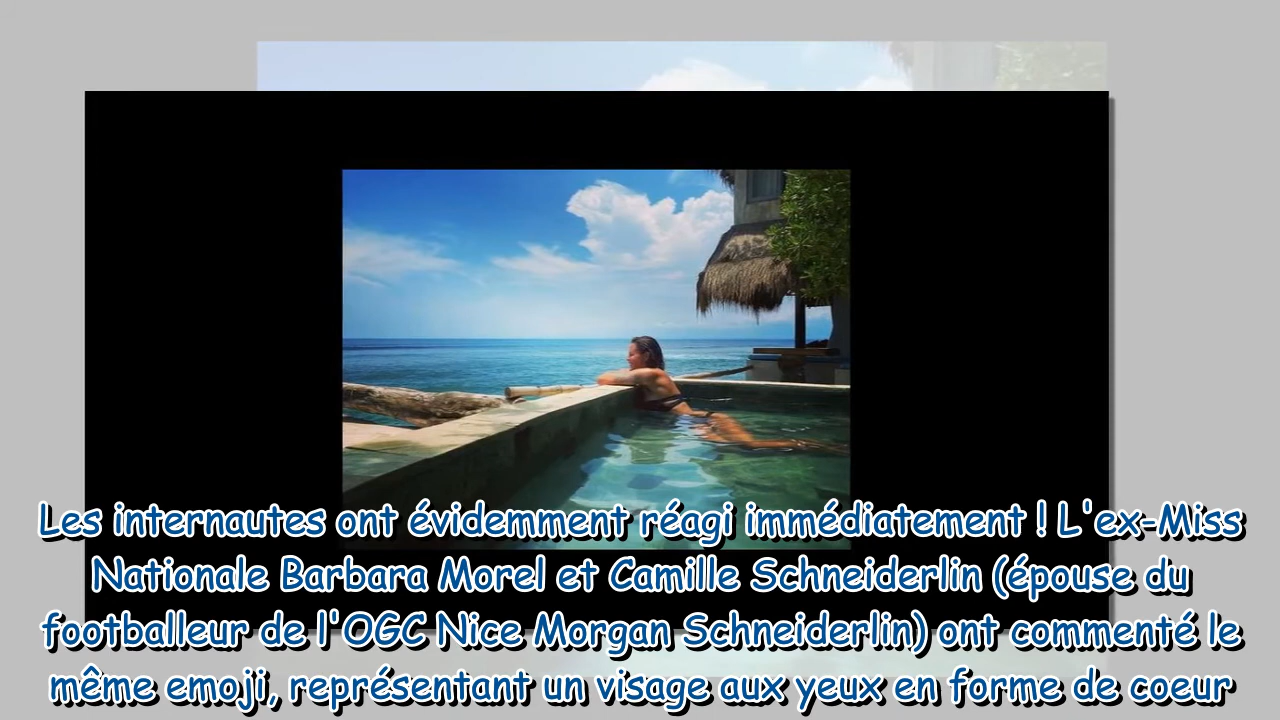 Les internautes ont évidemment réagi immédiatement ! L'ex-Miss
Nationale Barbara Morel et Camille Schneiderlin (épouse du
footballeur de l'OGC Nice Morgan Schneiderlin) ont commenté le
même emoji, représentant un visage aux yeux en forme de coeur